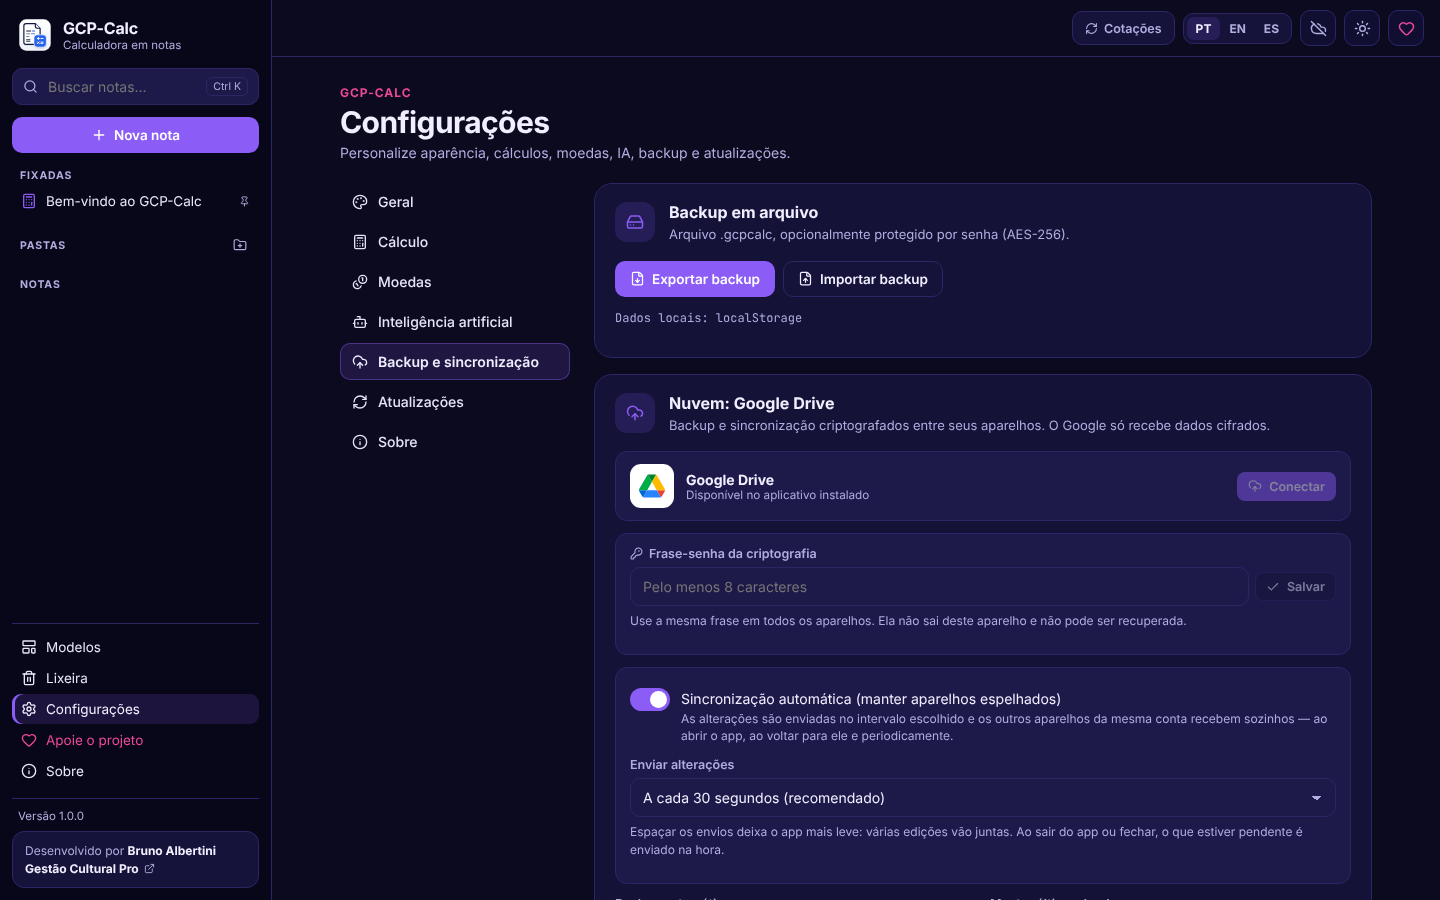 GCP-Calc
Calculadora em notas
Buscar notas...
Ctrl K
Nova nota
FIXADAS
Bem-vindo ao GCP-Calc
PASTAS
NOTAS
Modelos
Lixeira
Configurações
Apoie o projeto
Sobre
Versão 1.0.0
Desenvolvido por Bruno Albertini
Gestão Cultural Pro
Cotações
PT EN ES
GCP-CALC
Configurações
Personalize aparência, cálculos, moedas, IA, backup e atualizações.
Geral
Cálculo
Moedas
Inteligência artificial
Backup e sincronização
Atualizações
Sobre
Backup em arquivo
Arquivo .gcpcalc, opcionalmente protegido por senha (AES-256).
Exportar backup
Importar backup
Dados locais: localStorage
Nuvem: Google Drive
Backup e sincronização criptografados entre seus aparelhos. O Google só recebe dados cifrados.
Google Drive
Disponível no aplicativo instalado
Conectar
Frase-senha da criptografia
Pelo menos 8 caracteres
Salvar
Use a mesma frase em todos os aparelhos. Ela não sai deste aparelho e não pode ser recuperada.
Sincronização automática (manter aparelhos espelhados)
As alterações são enviadas no intervalo escolhido e os outros aparelhos da mesma conta recebem sozinhos — ao
abrir o app, ao voltar para ele e periodicamente.
Enviar alterações
A cada 30 segundos (recomendado)
Espaçar os envios deixa o app mais leve: várias edições vão juntas. Ao sair do app ou fechar, o que estiver pendente é
enviado na hora.